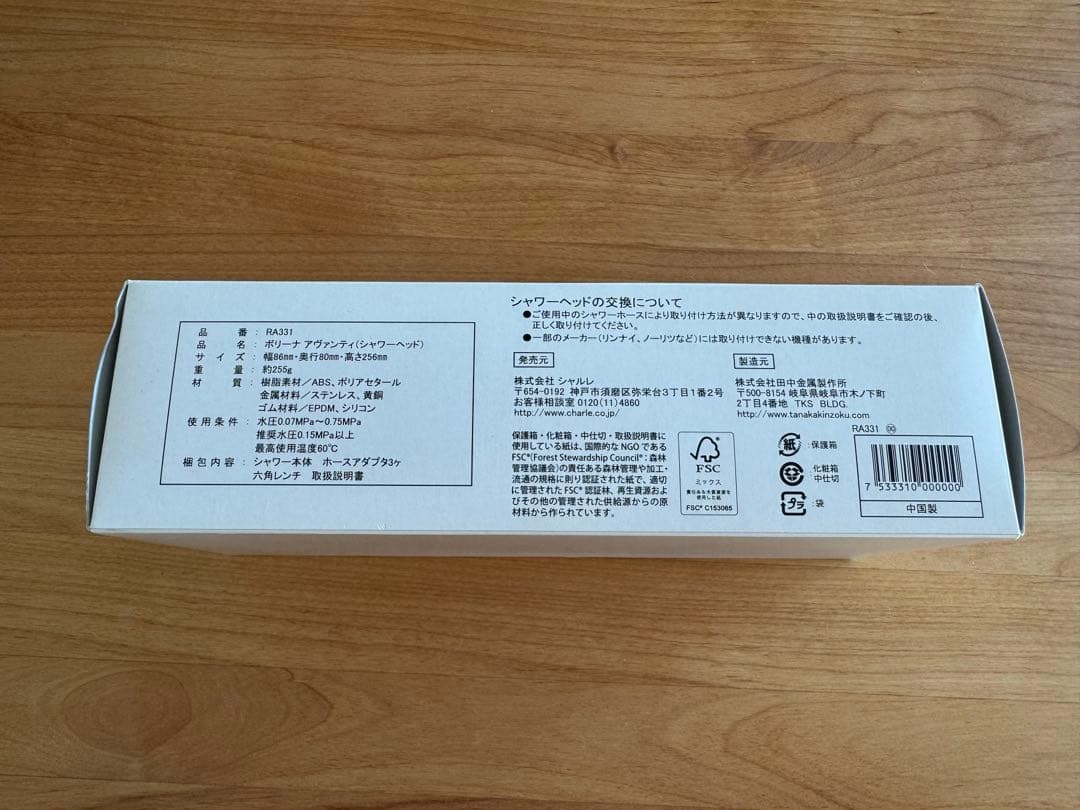 品 番 : RA331
品 名 : ボリーナ アヴァンティ(シャワーヘッド)
サ イ ズ : 幅86mm・奥行80mm・高さ256mm
重 量 : 約255g
材 質 : 樹脂素材/ABS、ポリアセタール
金属材料/ステンレス、黄銅
ゴム材料/EPDM、シリコン
使 用 条 件 : 水圧0.07MPa〜0.75MPa
推奨水圧0.15MPa以上
最高使用温度60℃
梱 包 内 容 : シャワー本体 ホースアダプタ3ヶ
六角レンチ 取扱説明書
シャワーヘッドの交換について
●ご使用中のシャワーホースにより取り付け方法が異なりますので、中の取扱説明書をご確認の後、
正しく取り付けてください。
●一部のメーカー(リンナイ、ノーリツなど)には取り付けできない機種があります。
発売元
株式会社 シャルレ
〒654-0192 神戸市須磨区弥栄台3丁目1番2号
お客様相談室 0120(11)4860
http://www.charle.co.jp/
製造元
株式会社田中金属製作所
〒500-8154 岐阜県岐阜市木ノ下町
2丁目4番地 TKS BLDG.
http://www.tanakakinzoku.com/
保護箱・化粧箱・中仕切・取扱説明書に
使用している紙は、国際的なNGOである
FSC®(Forest Stewardship Council®:森林
管理協議会)の責任ある森林管理や加工・
流通の規格に則り認証された紙で、適切
に管理されたFSC®認証林、再生資源およ
びその他の管理された供給源からの原
材料から作られています。
FSC
ミックス
責任ある木質資源を
使用した紙
FSC® C153065
紙 :保護箱
:化粧箱
中仕切
プラ :袋
RA331 00
7 533310 000000
中国製